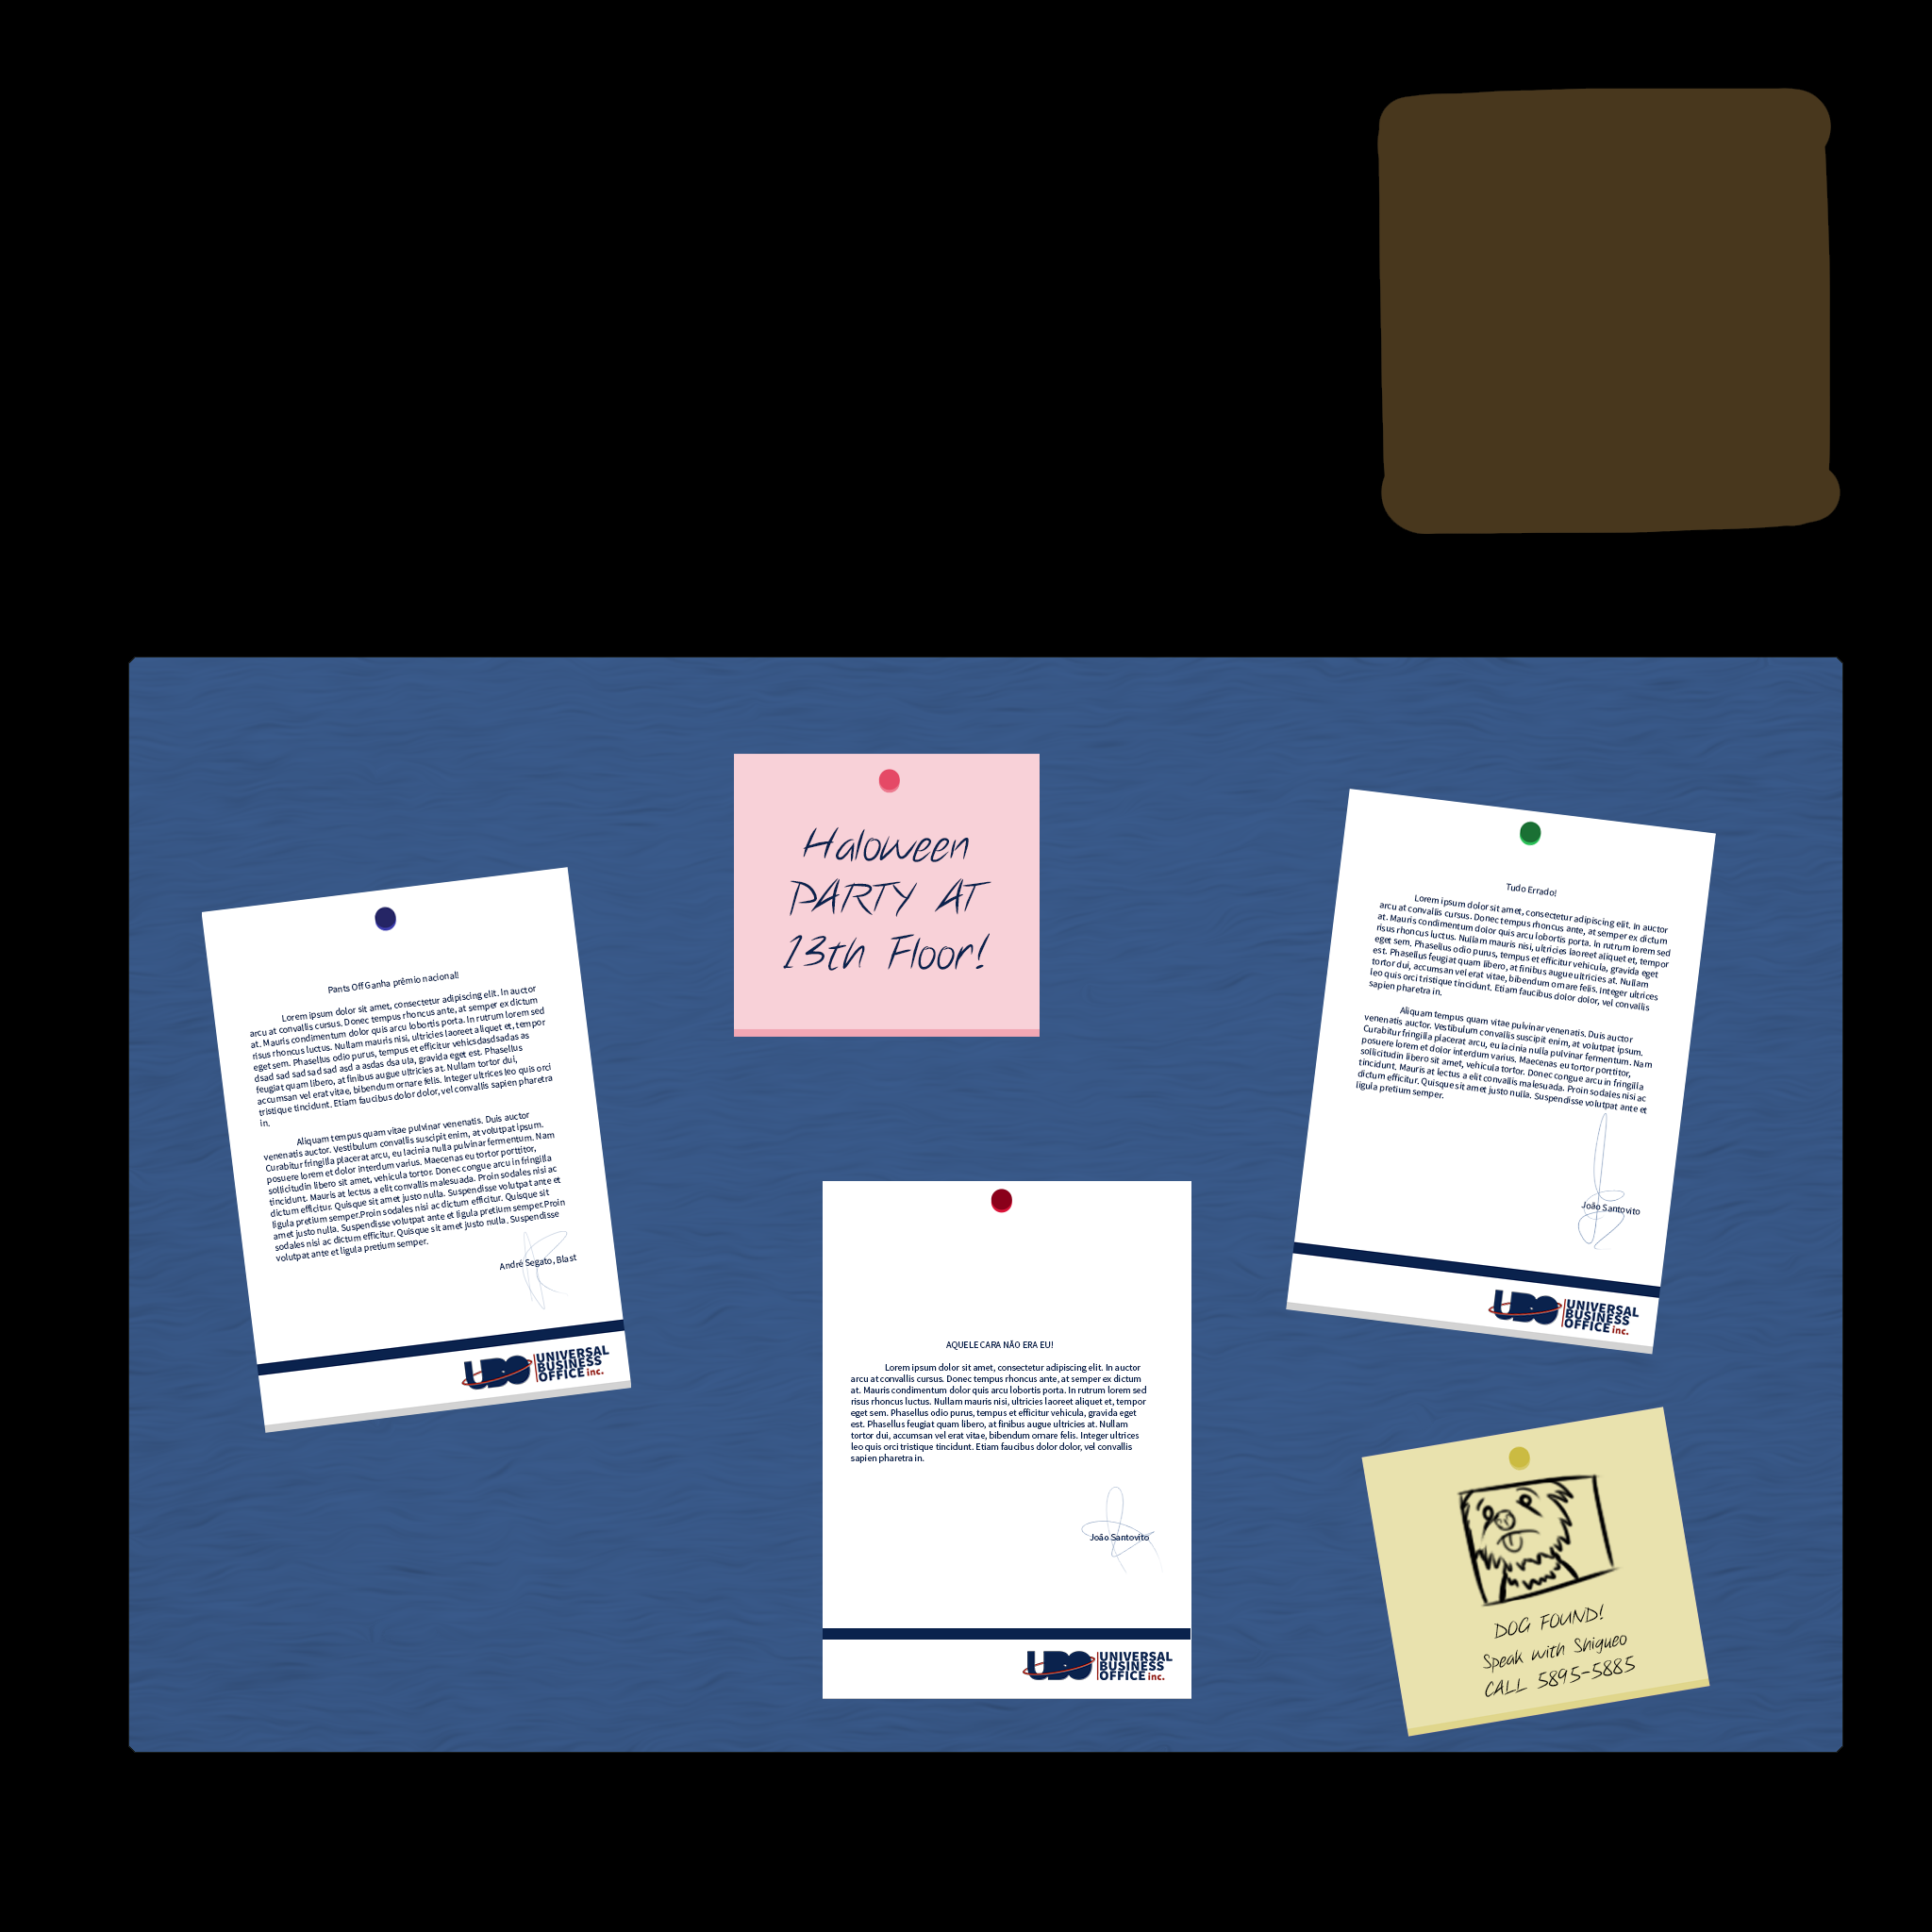 Haloween
PARTY AT
13th Floor!
Pants Off Ganha prêmio nacional!
Lorem ipsum dolor sit amet, consectetur adipiscing elit. In auctor
arcu at convallis cursus. Donec tempus rhoncus ante, at semper ex dictum
at. Mauris condimentum dolor quis arcu lobortis porta. In rutrum lorem sed
risus rhoncus luctus. Nullam mauris nisi, ultricies laoreet aliquet et, tempor
eget sem. Phasellus odio purus, tempus et efficitur vehicsdasdsadas as
dsad sad sad sad sad asd a asdas dsa ula, gravida eget est. Phasellus
feugiat quam libero, at finibus augue ultricies at. Nullam tortor dui,
accumsan vel erat vitae, bibendum ornare felis. Integer ultrices leo quis orci
tristique tincidunt. Etiam faucibus dolor dolor, vel convallis sapien pharetra
in.
Aliquam tempus quam vitae pulvinar venenatis. Duis auctor
venenatis auctor. Vestibulum convallis suscipit enim, at volutpat ipsum.
Curabitur fringilla placerat arcu, eu lacinia nulla pulvinar fermentum. Nam
posuere lorem et dolor interdum varius. Maecenas eu tortor porttitor,
sollicitudin libero sit amet, vehicula tortor. Donec congue arcu in fringilla
tincidunt. Mauris at lectus a elit convallis malesuada. Proin sodales nisi ac
dictum efficitur. Quisque sit amet justo nulla. Suspendisse volutpat ante et
ligula pretium semper.Proin sodales nisi ac dictum efficitur. Quisque sit
amet justo nulla. Suspendisse volutpat ante et ligula pretium semper.Proin
sodales nisi ac dictum efficitur. Quisque sit amet justo nulla. Suspendisse
volutpat ante et ligula pretium semper.
André Segato, Blast
UBO UNIVERSAL
BUSINESS
OFFICE inc.
Tudo Errado!
Lorem ipsum dolor sit amet, consectetur adipiscing elit. In auctor
arcu at convallis cursus. Donec tempus rhoncus ante, at semper ex dictum
at. Mauris condimentum dolor quis arcu lobortis porta. In rutrum lorem sed
risus rhoncus luctus. Nullam mauris nisi, ultricies laoreet aliquet et, tempor
eget sem. Phasellus odio purus, tempus et efficitur vehicula, gravida eget
est. Phasellus feugiat quam libero, at finibus augue ultricies at. Nullam
tortor dui, accumsan vel erat vitae, bibendum ornare felis. Integer ultrices
leo quis orci tristique tincidunt. Etiam faucibus dolor dolor, vel convallis
sapien pharetra in.
Aliquam tempus quam vitae pulvinar venenatis. Duis auctor
venenatis auctor. Vestibulum convallis suscipit enim, at volutpat ipsum.
Curabitur fringilla placerat arcu, eu lacinia nulla pulvinar fermentum. Nam
posuere lorem et dolor interdum varius. Maecenas eu tortor porttitor,
sollicitudin libero sit amet, vehicula tortor. Donec congue arcu in fringilla
tincidunt. Mauris at lectus a elit convallis malesuada. Proin sodales nisi ac
dictum efficitur. Quisque sit amet justo nulla. Suspendisse volutpat ante et
ligula pretium semper.
João Santovito
UBO UNIVERSAL
BUSINESS
OFFICE inc.
AQUELE CARA NÃO ERA EU!
Lorem ipsum dolor sit amet, consectetur adipiscing elit. In auctor
arcu at convallis cursus. Donec tempus rhoncus ante, at semper ex dictum
at. Mauris condimentum dolor quis arcu lobortis porta. In rutrum lorem sed
risus rhoncus luctus. Nullam mauris nisi, ultricies laoreet aliquet et, tempor
eget sem. Phasellus odio purus, tempus et efficitur vehicula, gravida eget
est. Phasellus feugiat quam libero, at finibus augue ultricies at. Nullam
tortor dui, accumsan vel erat vitae, bibendum ornare felis. Integer ultrices
leo quis orci tristique tincidunt. Etiam faucibus dolor dolor, vel convallis
sapien pharetra in.
João Santovito
UBO UNIVERSAL
BUSINESS
OFFICE inc.
DOG FOUND!
Speak with Shigueo
CALL 5895-5885